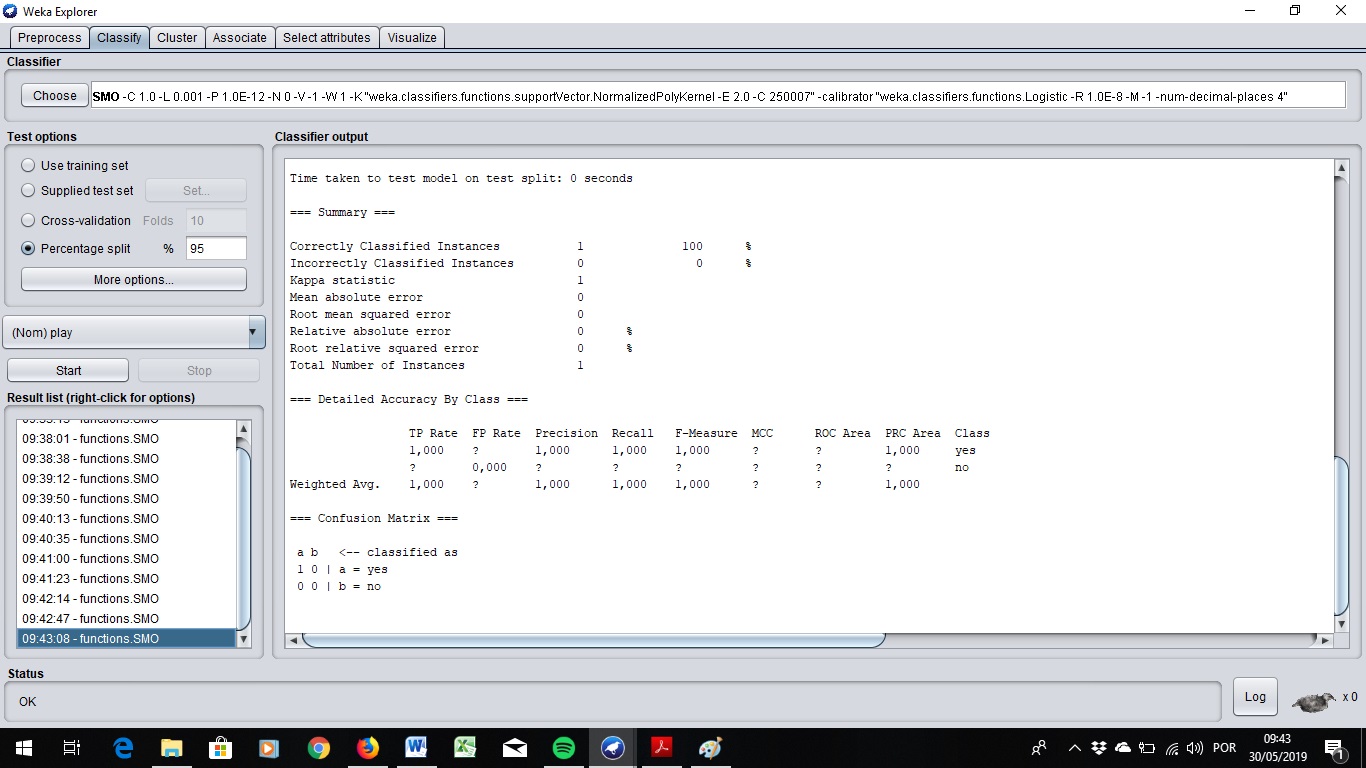 Weka Explorer
Preprocess Classify Cluster Associate Select attributes Visualize
Classifier
Choose SMO -C 1.0 -L 0.001 -P 1.0E-12 -N 0 -V -1 -W 1 -K "weka.classifiers.functions.supportVector.NormalizedPolyKernel -E 2.0 -C 250007" -calibrator "weka.classifiers.functions.Logistic -R 1.0E-8 -M -1 -num-decimal-places 4"
Test options
Use training set
Supplied test set Set...
Cross-validation Folds 10
Percentage split % 95
More options...
(Nom) play
Start Stop
Result list (right-click for options)
09:38:01 - functions.SMO
09:38:38 - functions.SMO
09:39:12 - functions.SMO
09:39:50 - functions.SMO
09:40:13 - functions.SMO
09:40:35 - functions.SMO
09:41:00 - functions.SMO
09:41:23 - functions.SMO
09:42:14 - functions.SMO
09:42:47 - functions.SMO
09:43:08 - functions.SMO
Classifier output
Time taken to test model on test split: 0 seconds
=== Summary ===
Correctly Classified Instances 1 100 %
Incorrectly Classified Instances 0 0 %
Kappa statistic 1
Mean absolute error 0
Root mean squared error 0
Relative absolute error 0 %
Root relative squared error 0 %
Total Number of Instances 1
=== Detailed Accuracy By Class ===
TP Rate FP Rate Precision Recall F-Measure MCC ROC Area PRC Area Class
1,000 ? 1,000 1,000 1,000 ? ? 1,000 yes
? 0,000 ? ? ? ? ? ? no
Weighted Avg. 1,000 ? 1,000 1,000 1,000 ? ? 1,000
=== Confusion Matrix ===
a b <-- classified as
1 0 | a = yes
0 0 | b = no
Status
OK
Log x 0
POR
09:43
30/05/2019
1